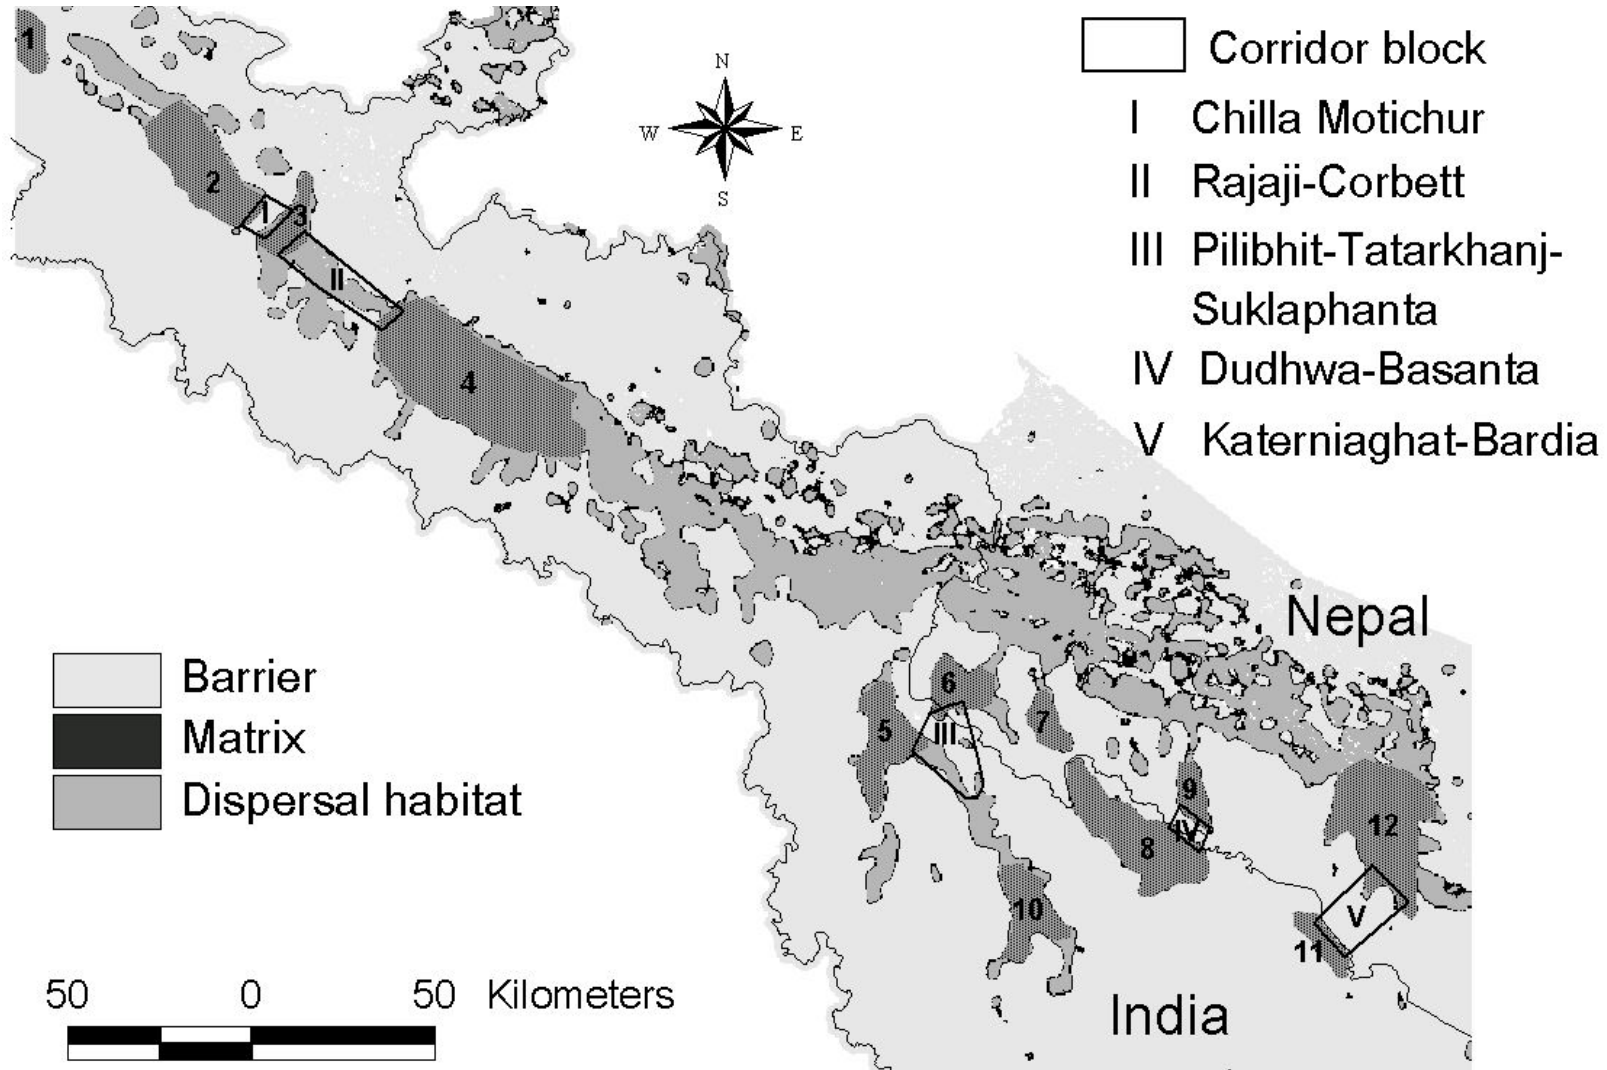 Corridor block
I Chilla Motichur
II Rajaji-Corbett
III Pilibhit-Tatarkhanj-
Suklaphanta
IV Dudhwa-Basanta
V Katerniaghat-Bardia
N
W E
S
1
2
1
3
II
4
Nepal
Barrier
Matrix
Dispersal habitat
6
5
III
7
9
IV
8
12
10
V
11
50 0 50 Kilometers
India